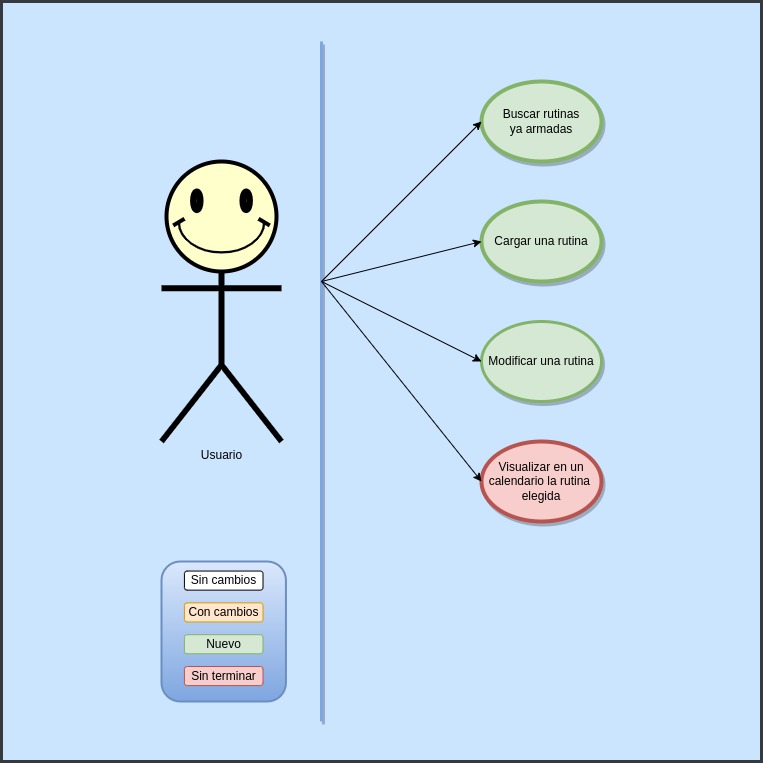 Buscar rutinas
ya armadas
Cargar una rutina
Modificar una rutina
Visualizar en un
calendario la rutina
elegida
Usuario
Sin cambios
Con cambios
Nuevo
Sin terminar